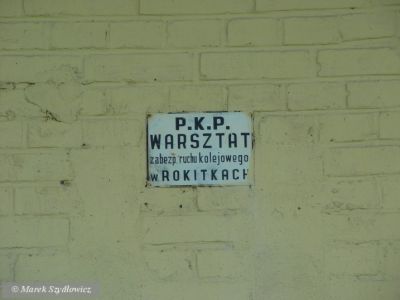 P.K.P.
WARSZTAT
zabezp. ruchu kolejowego
w ROKITKACH
© Marek Szydłowicz